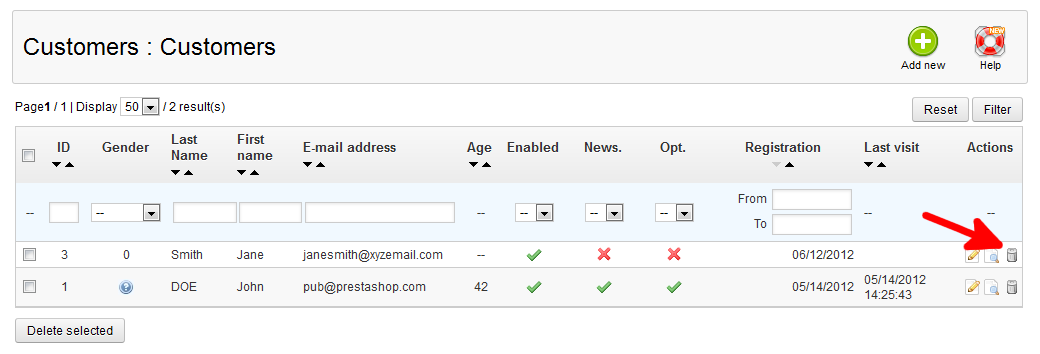 Customers : Customers
Add new
NEW
Help
Page1 / 1 | Display 50 / 2 result(s)
Reset Filter
ID Gender Last Name First name E-mail address Age Enabled News. Opt. Registration Last visit Actions
-- -- -- -- -- -- From To -- --
3 0 Smith Jane janesmith@xyzemail.com -- 06/12/2012
1 DOE John pub@prestashop.com 42 05/14/2012 05/14/2012 14:25:43
Delete selected